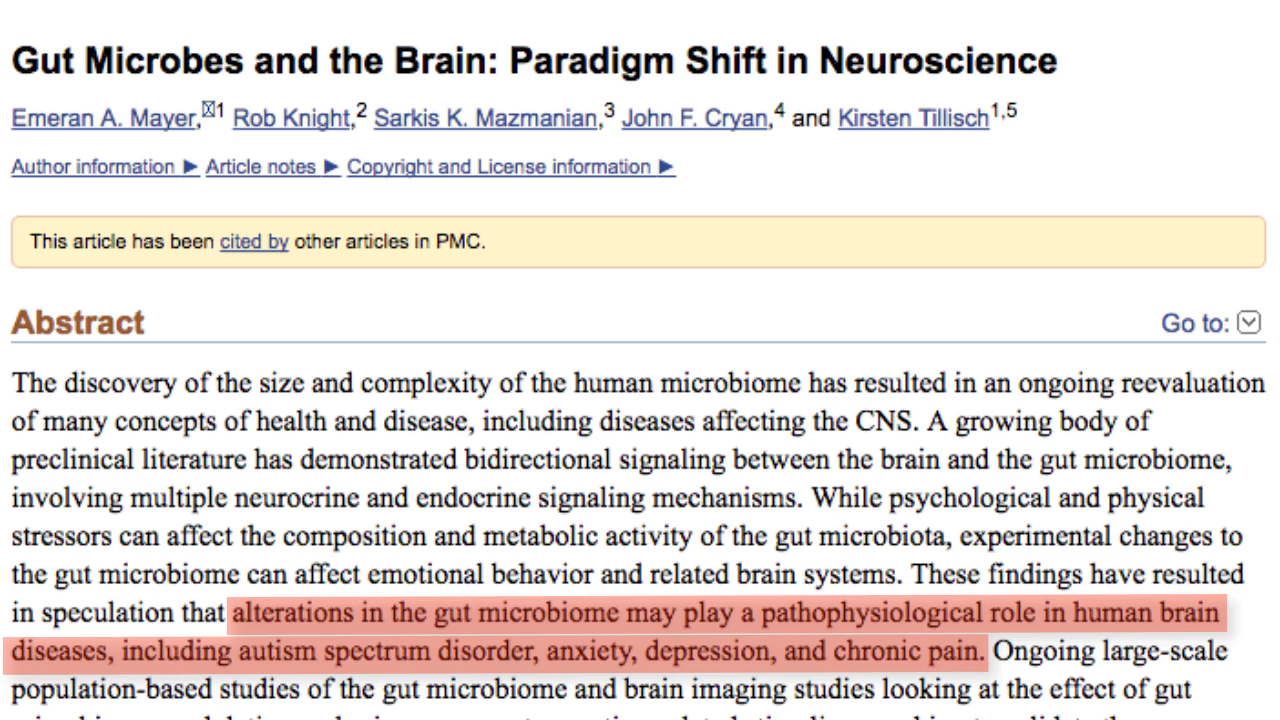 Gut Microbes and the Brain: Paradigm Shift in Neuroscience
Emeran A. Mayer,1 Rob Knight,2 Sarkis K. Mazmanian,3 John F. Cryan,4 and Kirsten Tillisch1,5
Author information ► Article notes ► Copyright and License information ►
This article has been cited by other articles in PMC.
Abstract
Go to:
The discovery of the size and complexity of the human microbiome has resulted in an ongoing reevaluation
of many concepts of health and disease, including diseases affecting the CNS. A growing body of
preclinical literature has demonstrated bidirectional signaling between the brain and the gut microbiome,
involving multiple neurocrine and endocrine signaling mechanisms. While psychological and physical
stressors can affect the composition and metabolic activity of the gut microbiota, experimental changes to
the gut microbiome can affect emotional behavior and related brain systems. These findings have resulted
in speculation that alterations in the gut microbiome may play a pathophysiological role in human brain
diseases, including autism spectrum disorder, anxiety, depression, and chronic pain. Ongoing large-scale
population-based studies of the gut microbiome and brain imaging studies looking at the effect of gut